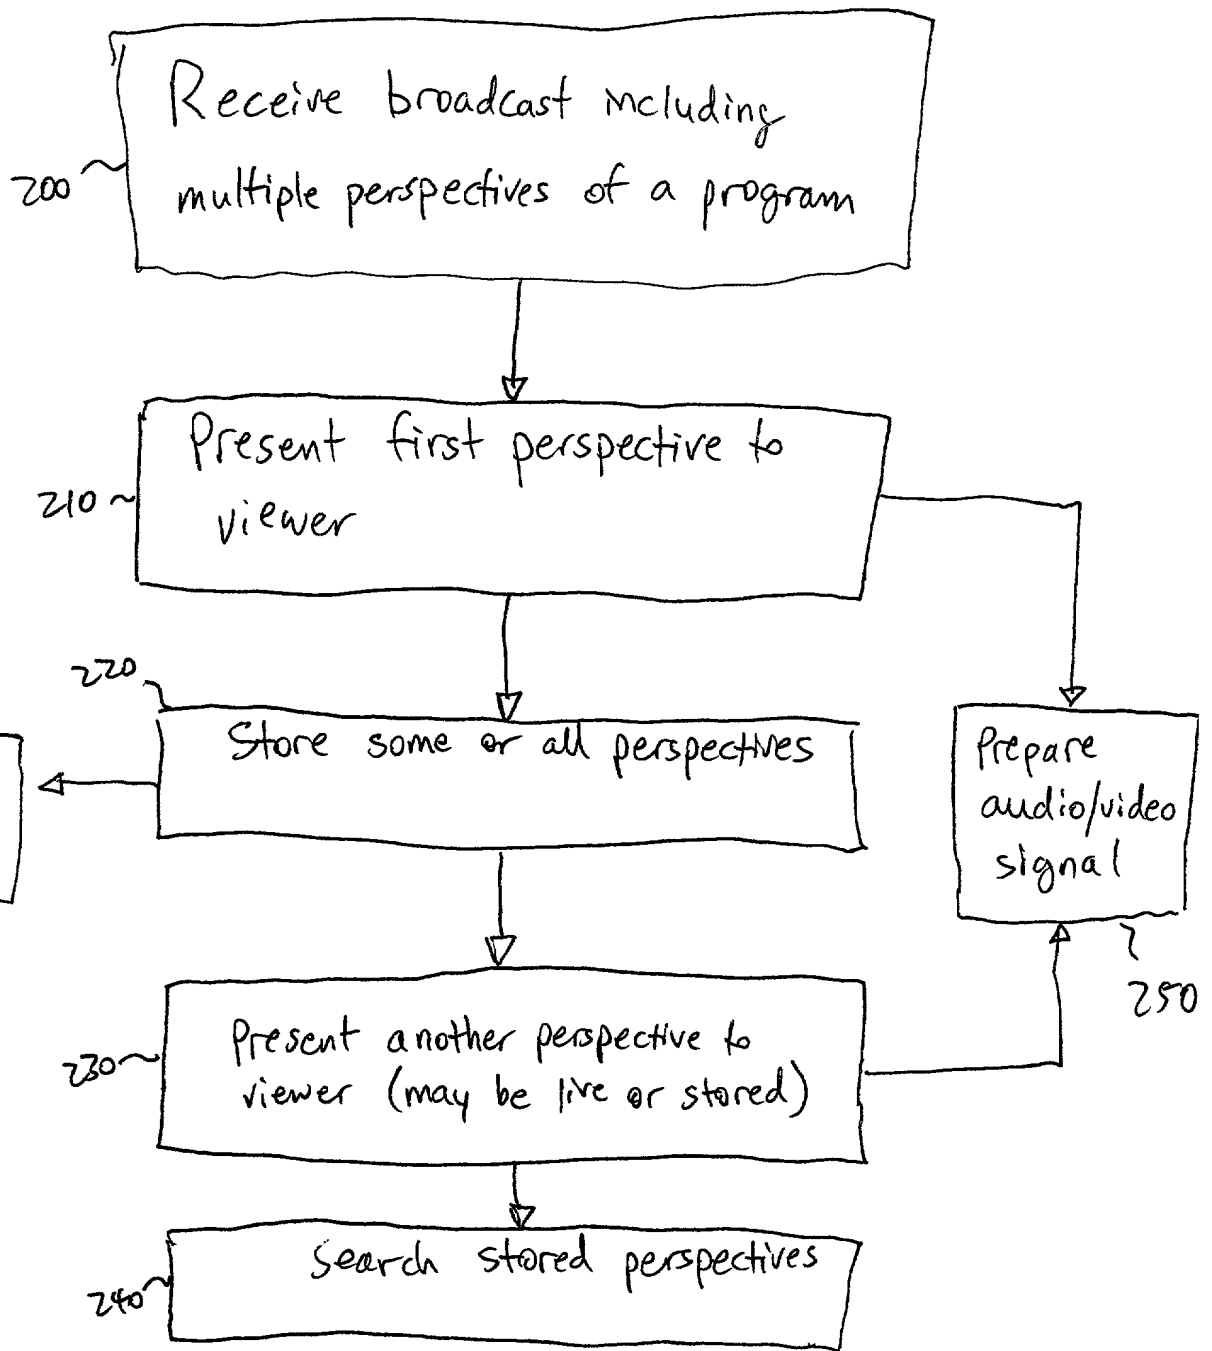 Receive broadcast including
multiple perspectives of a program
200
Present first perspective to
viewer
210
220
Store some or all perspectives
Prepare
audio/video
signal
250
Present another perspective to
viewer (may be live or stored)
230
Search stored perspectives
240